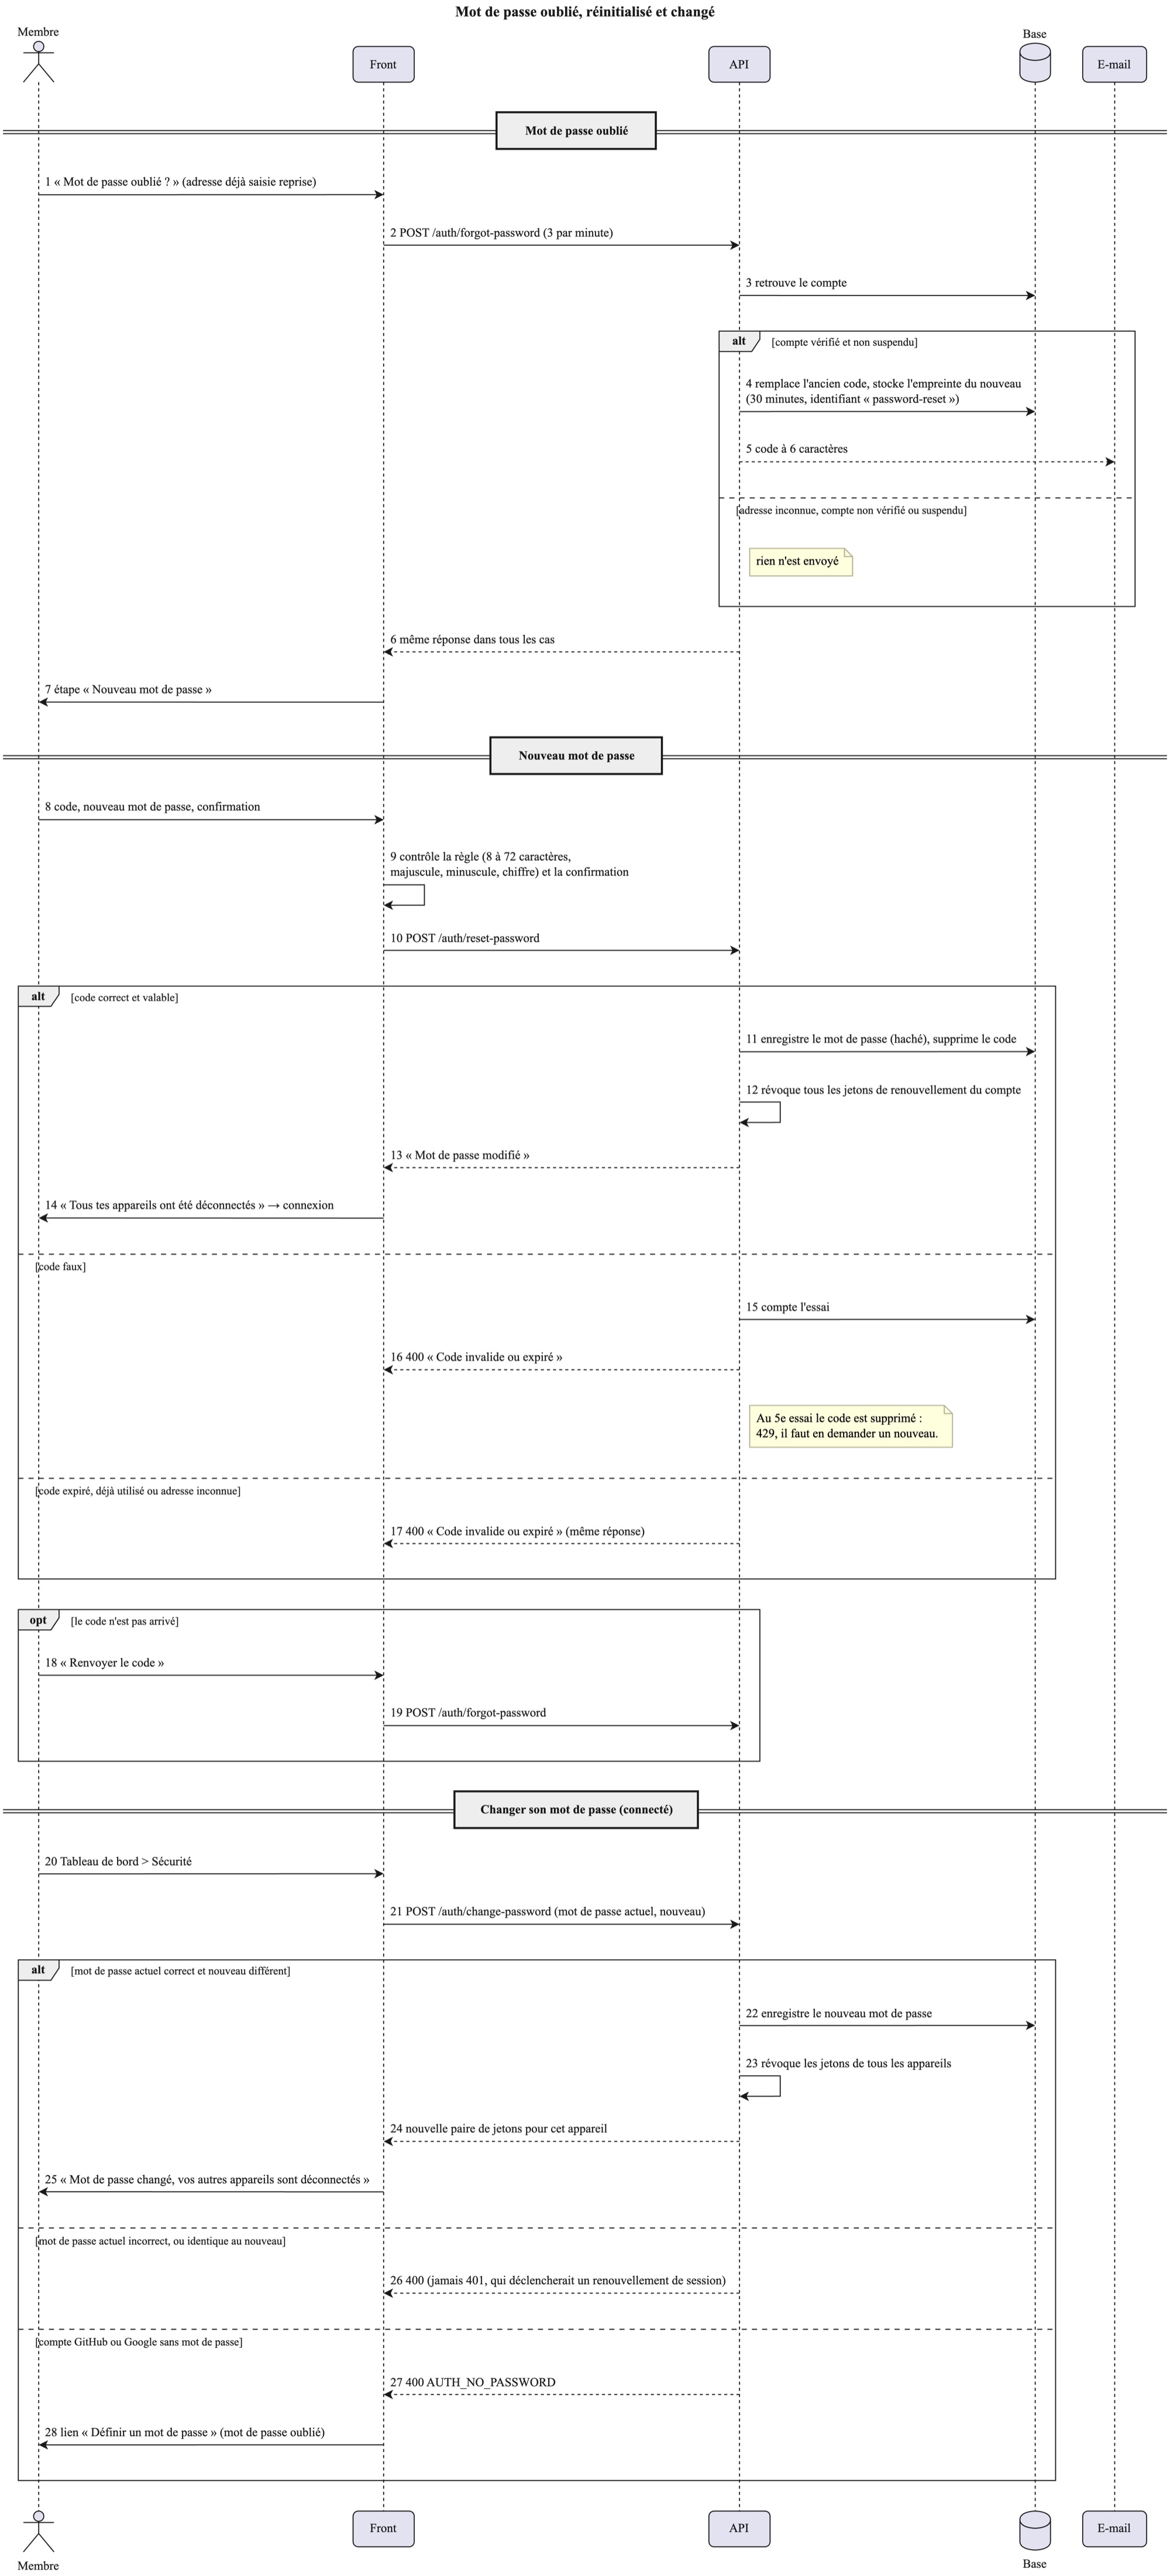 Mot de passe oublié, réinitialisé et changé
Membre
Front
API
Base
E-mail
Mot de passe oublié
1 « Mot de passe oublié ? » (adresse déjà saisie reprise)
2 POST /auth/forgot-password (3 par minute)
3 retrouve le compte
alt
[compte vérifié et non suspendu]
4 remplace l'ancien code, stocke l'empreinte du nouveau
(30 minutes, identifiant « password-reset »)
5 code à 6 caractères
[adresse inconnue, compte non vérifié ou suspendu]
rien n'est envoyé
6 même réponse dans tous les cas
7 étape « Nouveau mot de passe »
Nouveau mot de passe
8 code, nouveau mot de passe, confirmation
9 contrôle la règle (8 à 72 caractères,
majuscule, minuscule, chiffre) et la confirmation
10 POST /auth/reset-password
alt
[code correct et valable]
11 enregistre le mot de passe (haché), supprime le code
12 révoque tous les jetons de renouvellement du compte
13 « Mot de passe modifié »
14 « Tous tes appareils ont été déconnectés » → connexion
[code faux]
15 compte l'essai
16 400 « Code invalide ou expiré »
Au 5e essai le code est supprimé :
429, il faut en demander un nouveau.
[code expiré, déjà utilisé ou adresse inconnue]
17 400 « Code invalide ou expiré » (même réponse)
opt
[le code n'est pas arrivé]
18 « Renvoyer le code »
19 POST /auth/forgot-password
Changer son mot de passe (connecté)
20 Tableau de bord > Sécurité
21 POST /auth/change-password (mot de passe actuel, nouveau)
alt
[mot de passe actuel correct et nouveau différent]
22 enregistre le nouveau mot de passe
23 révoque les jetons de tous les appareils
24 nouvelle paire de jetons pour cet appareil
25 « Mot de passe changé, vos autres appareils sont déconnectés »
[mot de passe actuel incorrect, ou identique au nouveau]
26 400 (jamais 401, qui déclencherait un renouvellement de session)
[compte GitHub ou Google sans mot de passe]
27 400 AUTH_NO_PASSWORD
28 lien « Définir un mot de passe » (mot de passe oublié)
Membre
Front
API
Base
E-mail